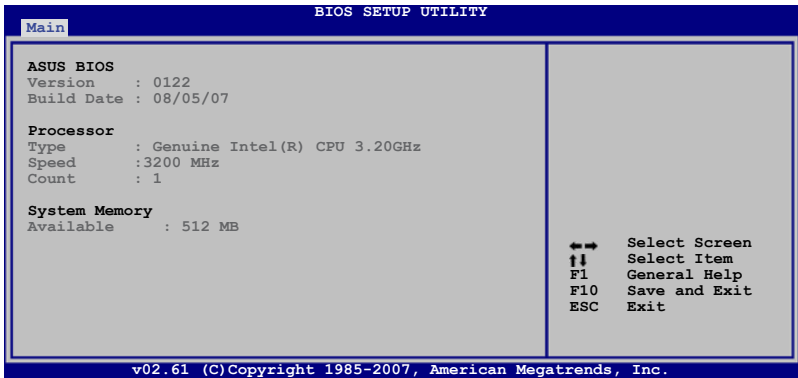 BIOS SETUP UTILITY
Main
ASUS BIOS
Version : 0122
Build Date : 08/05/07
Processor
Type : Genuine Intel(R) CPU 3.20GHz
Speed :3200 MHz
Count : 1
System Memory
Available : 512 MB
←→ Select Screen
↑↓ Select Item
F1 General Help
F10 Save and Exit
ESC Exit
v02.61 (C)Copyright 1985-2007, American Megatrends, Inc.